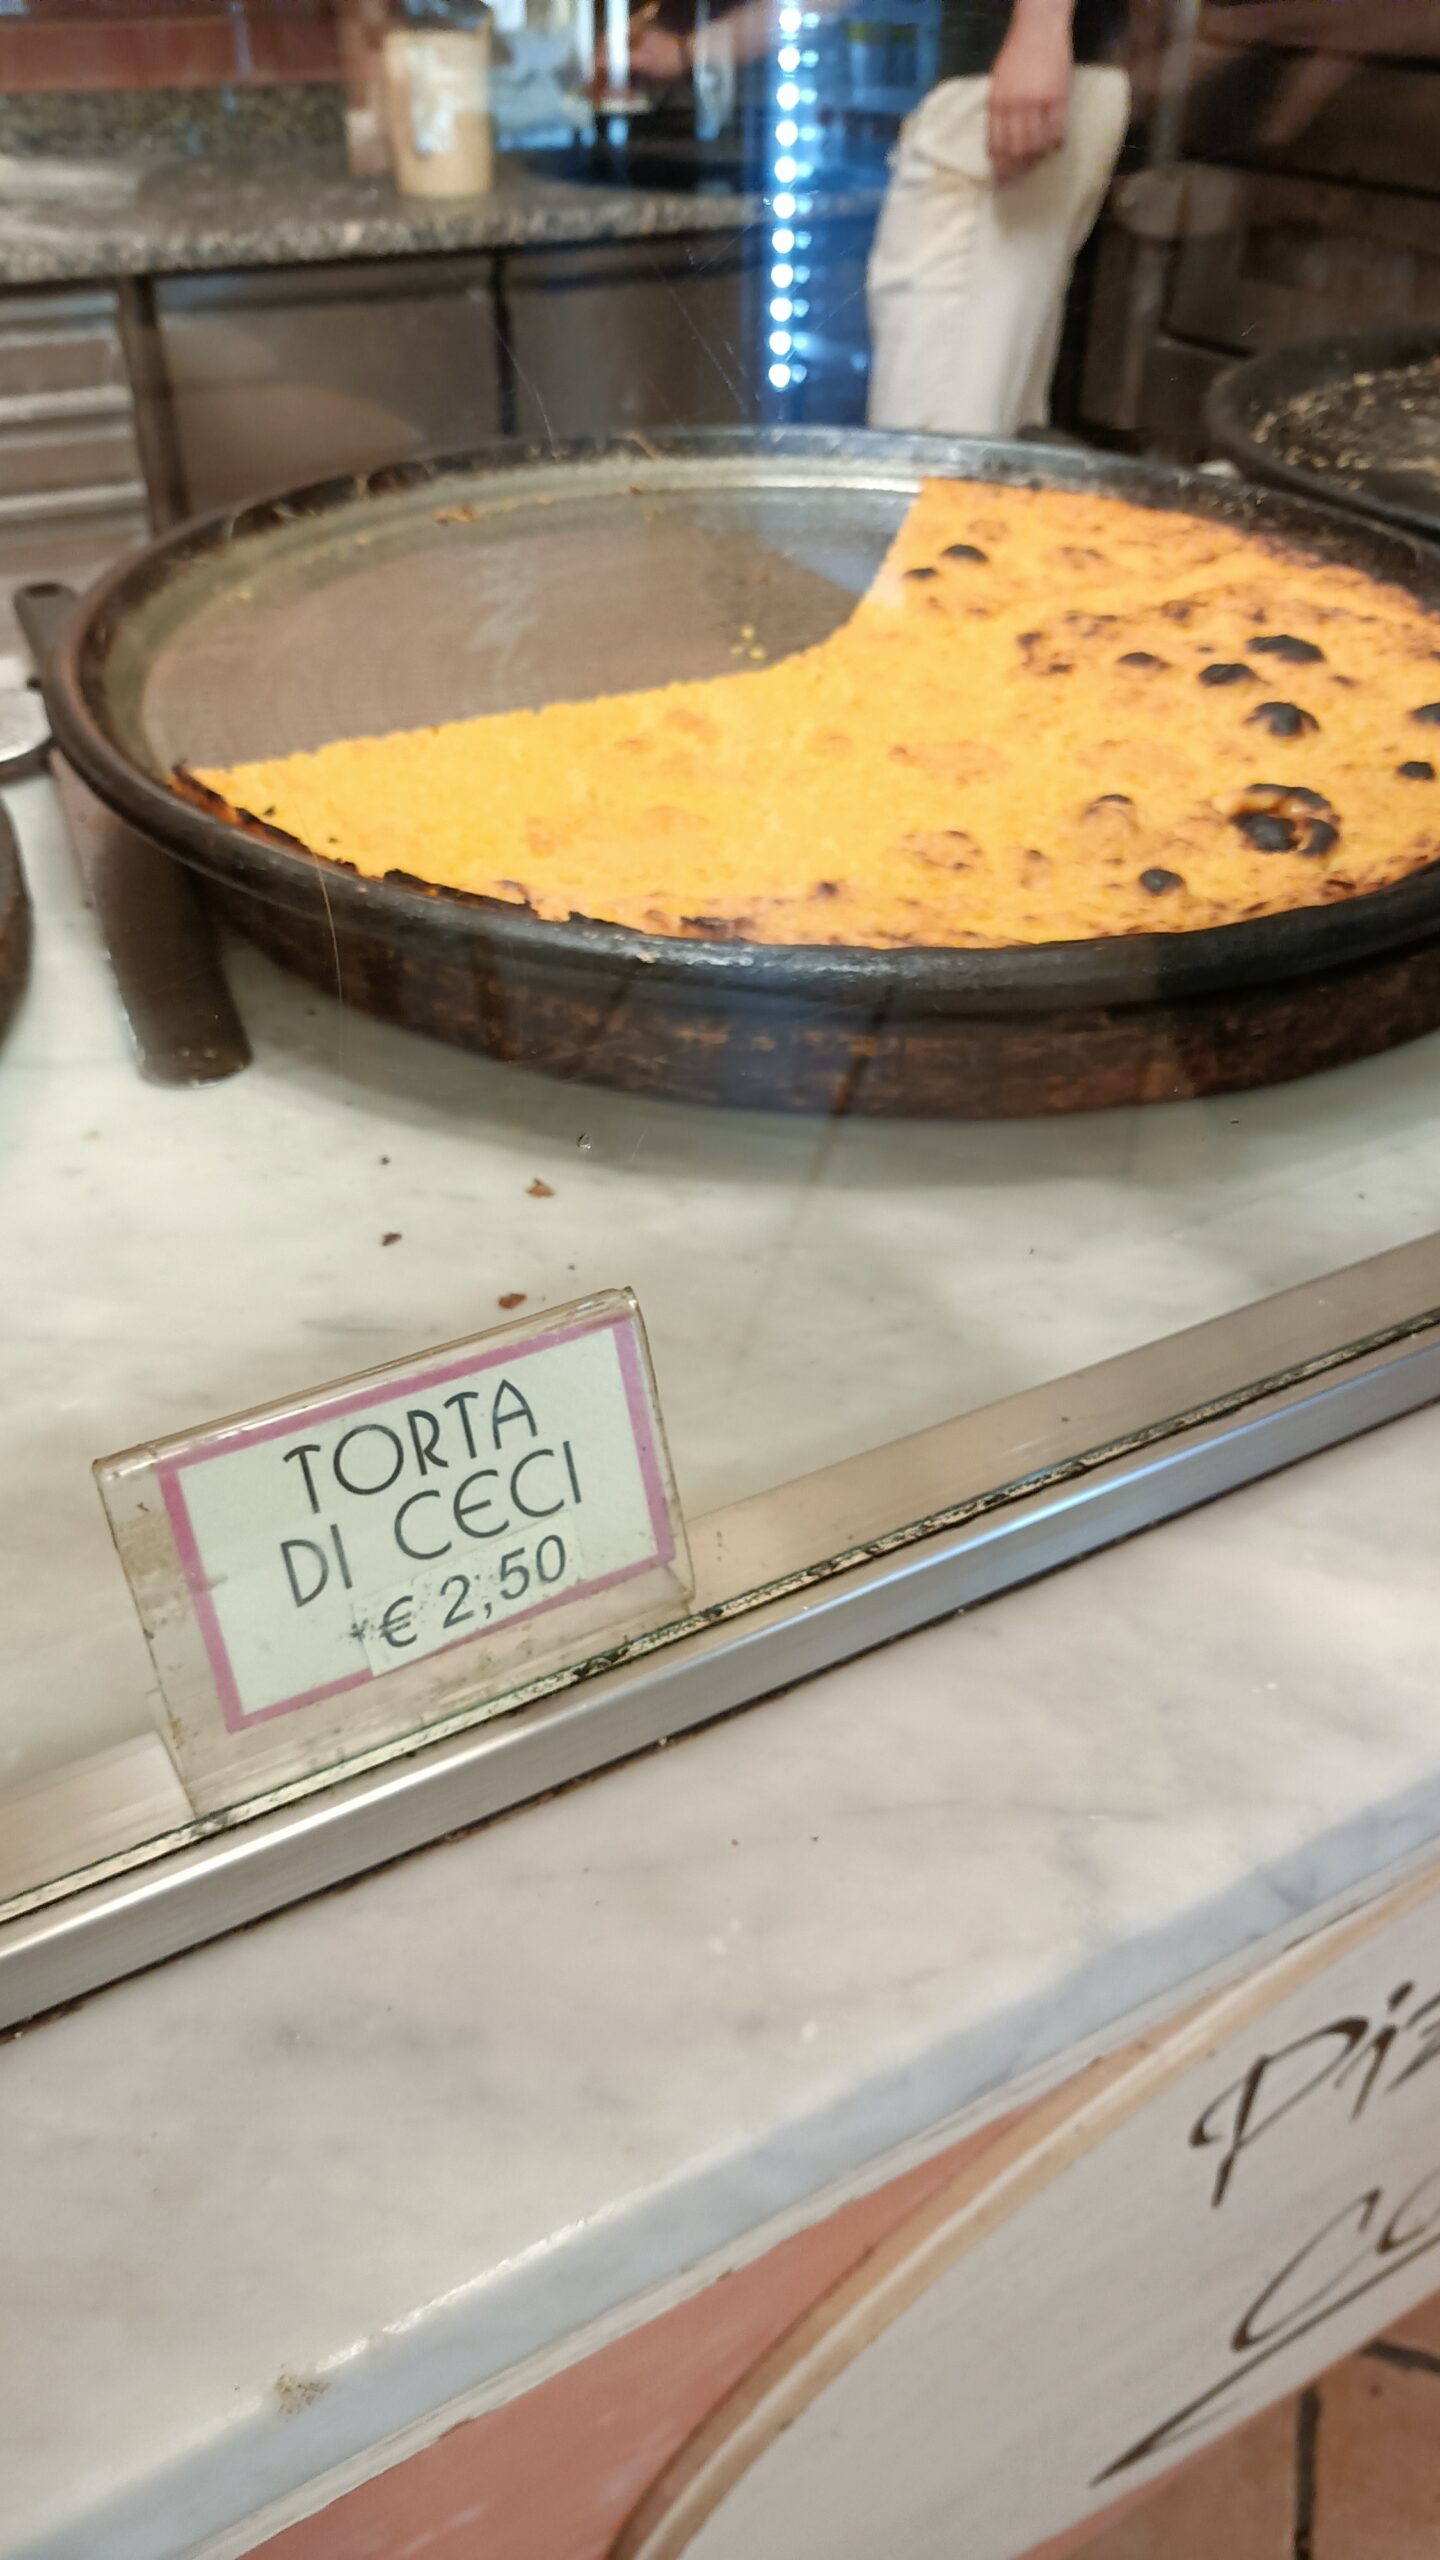 TORTA
DI CECI
€ 2,50